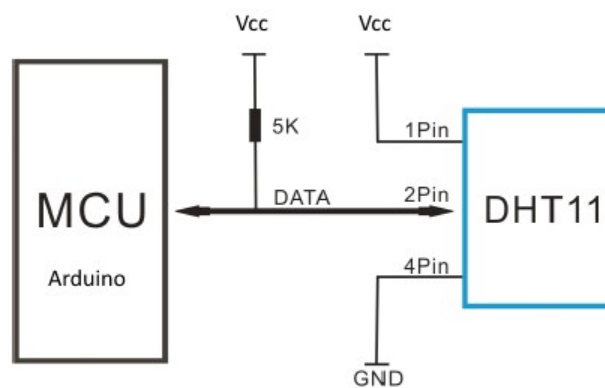 Vcc
Vcc
5K
1Pin
MCU
DATA
2Pin
DHT11
Arduino
4Pin
GND